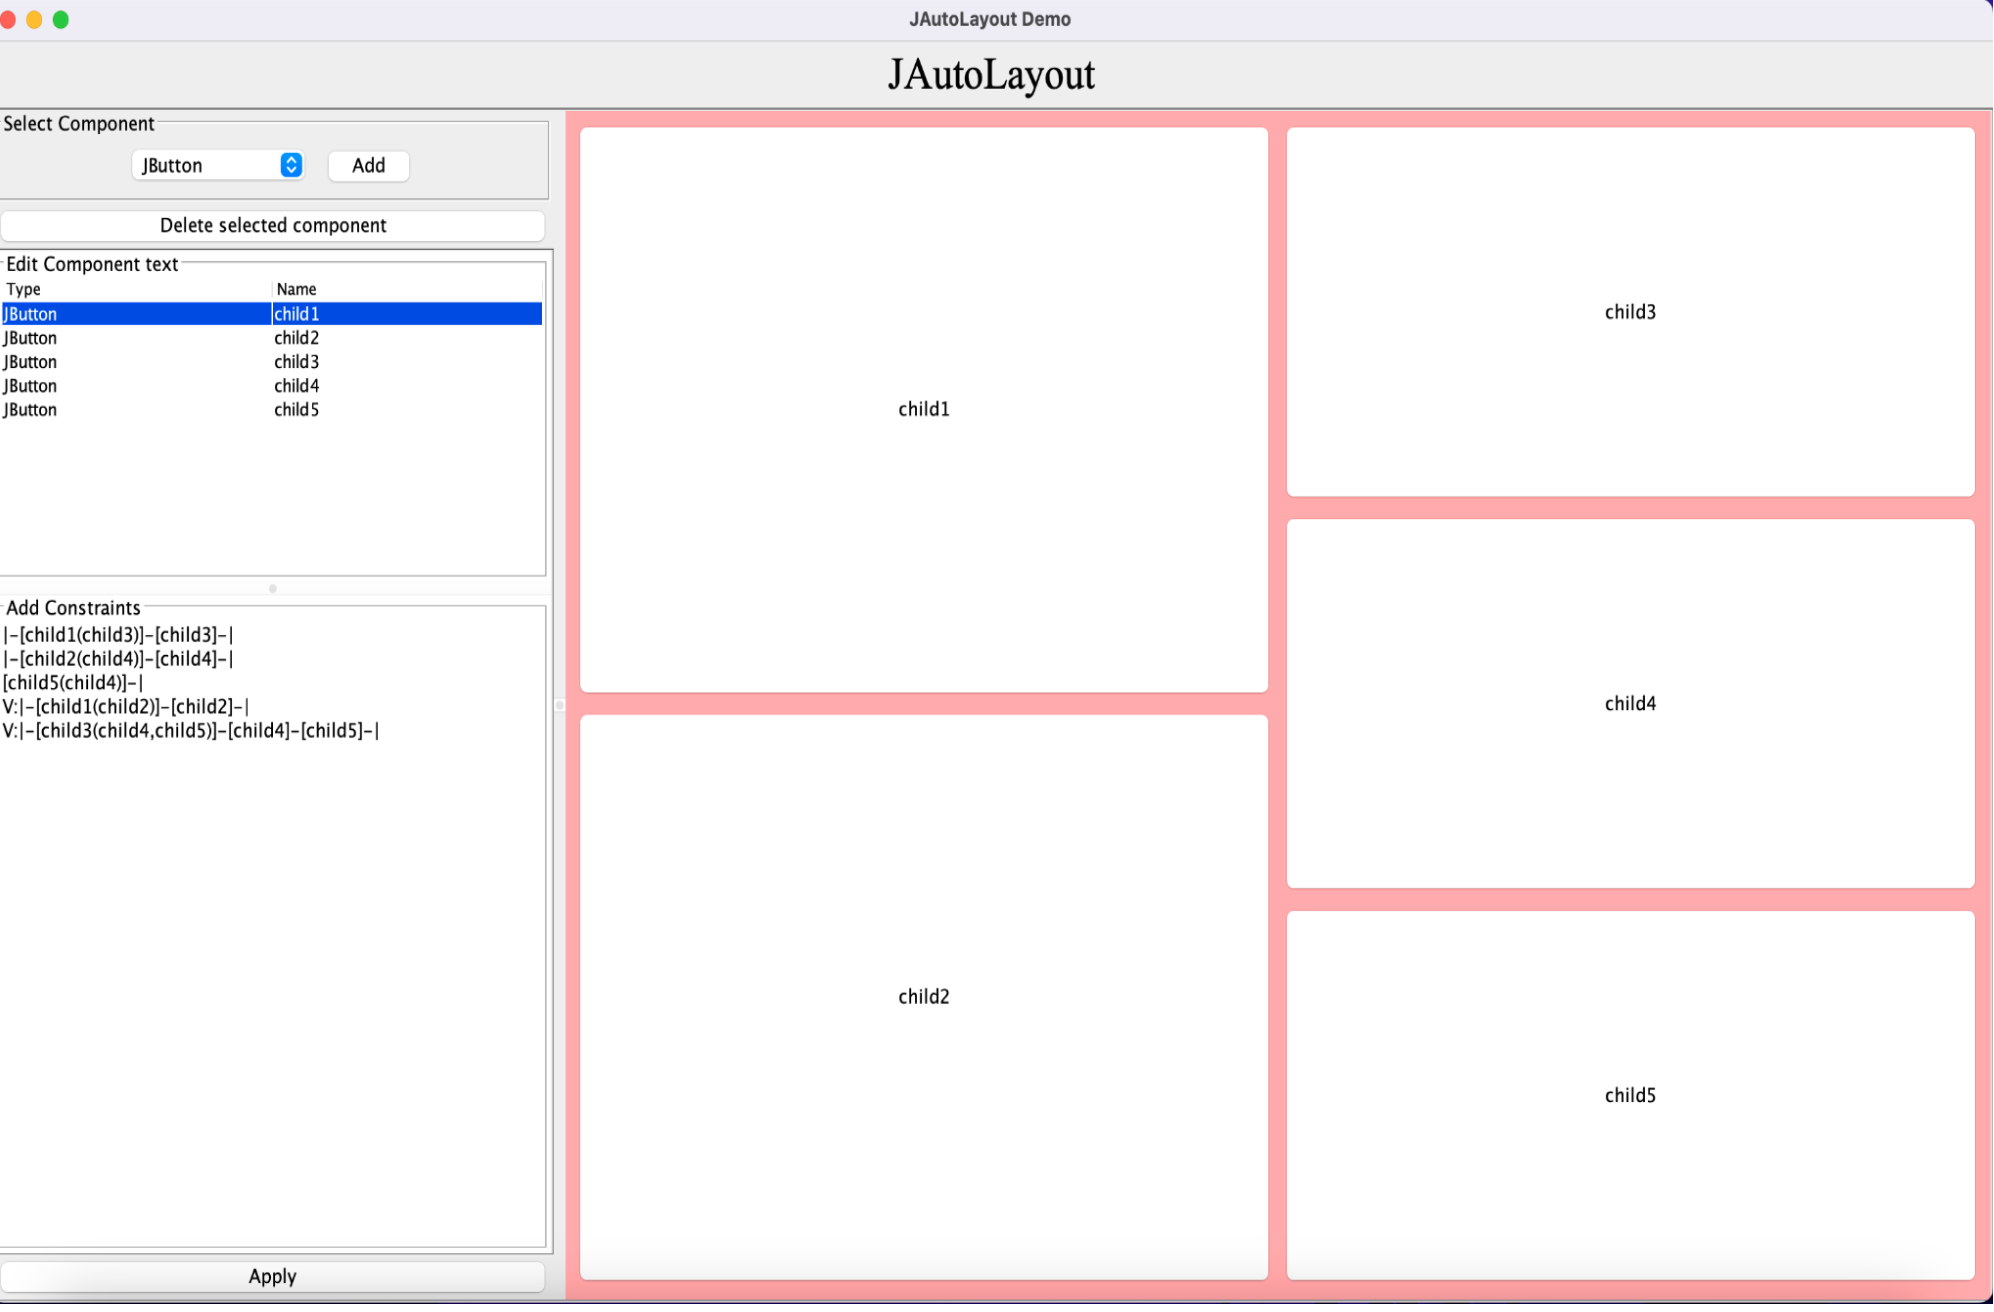 JAutoLayout Demo
JAutoLayout
Select Component
JButton Add
Delete selected component
Edit Component text
Type Name
JButton child1
JButton child2
JButton child3
JButton child4
JButton child5
Add Constraints
|-[child1(child3)]-[child3]-|
|-[child2(child4)]-[child4]-|
[child5(child4)]-|
V:|-[child1(child2)]-[child2]-|
V:|-[child3(child4,child5)]-[child4]-[child5]-|
Apply
child1
child2
child3
child4
child5